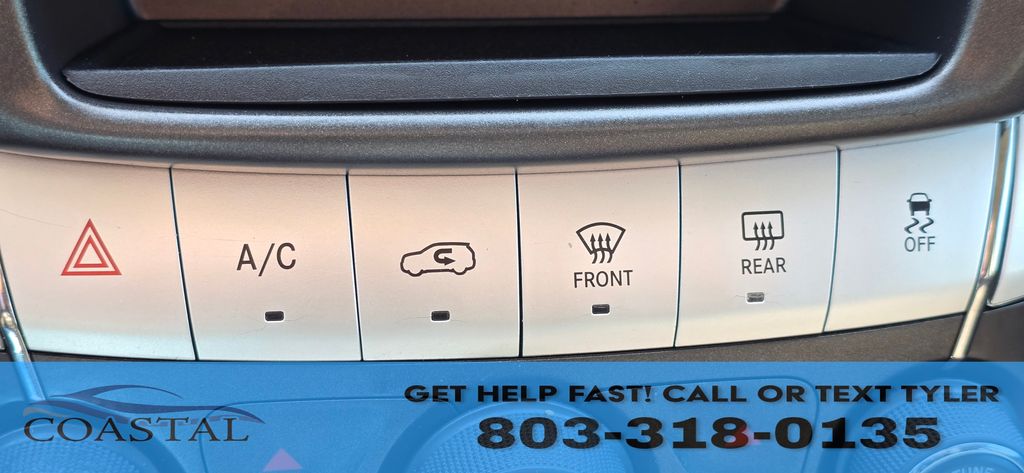 A/C
FRONT
REAR
OFF
COASTAL
GET HELP FAST! CALL OR TEXT TYLER
803-318-0135